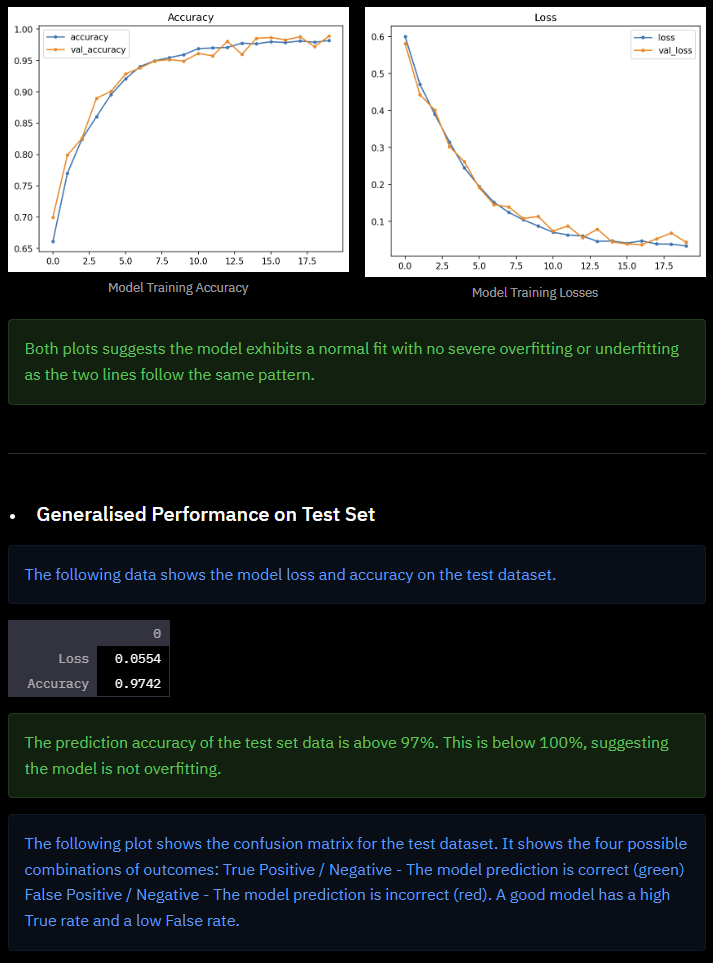 Accuracy
1.00
0.95
0.90
0.85
0.80
0.75
0.70
0.65
accuracy
val_accuracy
0.0 2.5 5.0 7.5 10.0 12.5 15.0 17.5
Model Training Accuracy
Loss
0.6
0.5
0.4
0.3
0.2
0.1
loss
val_loss
0.0 2.5 5.0 7.5 10.0 12.5 15.0 17.5
Model Training Losses
Both plots suggests the model exhibits a normal fit with no severe overfitting or underfitting
as the two lines follow the same pattern.
• Generalised Performance on Test Set
The following data shows the model loss and accuracy on the test dataset.
0
Loss 0.0554
Accuracy 0.9742
The prediction accuracy of the test set data is above 97%. This is below 100%, suggesting
the model is not overfitting.
The following plot shows the confusion matrix for the test dataset. It shows the four possible
combinations of outcomes: True Positive / Negative - The model prediction is correct (green)
False Positive / Negative - The model prediction is incorrect (red). A good model has a high
True rate and a low False rate.